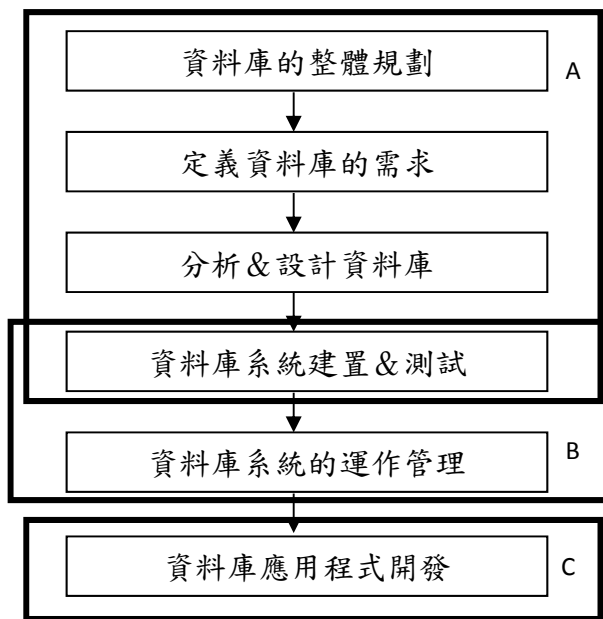 資料庫的整體規劃
A
定義資料庫的需求
分析&設計資料庫
資料庫系統建置&測試
資料庫系統的運作管理
B
資料庫應用程式開發
C